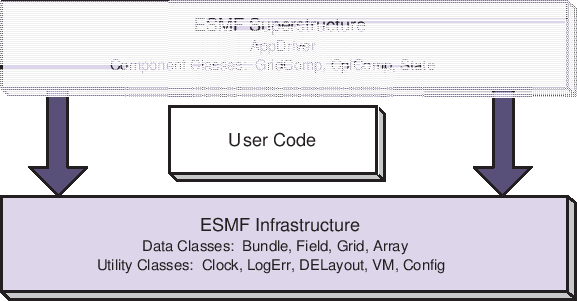 ESMF Superstructure
AppDriver
Component Classes: GridComp, CplComp, State
User Code
ESMF Infrastructure
Data Classes: Bundle, Field, Grid, Array
Utility Classes: Clock, LogErr, DELayout, VM, Config